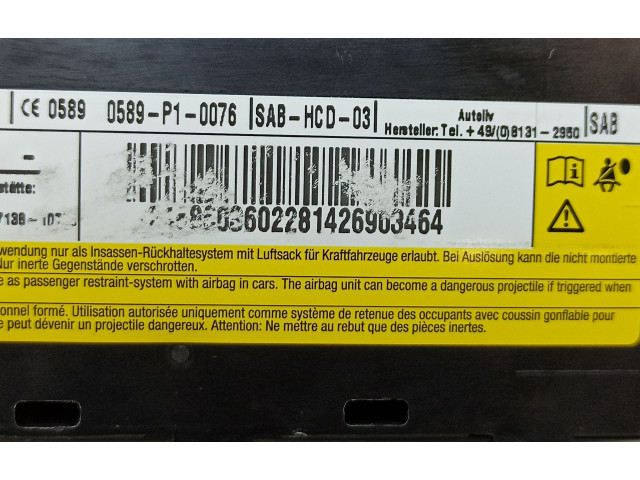 CE 0589 0589-P1-0076 SAB-HCD-03 Autoliv SAB
Hersteller: Tel. +49/(0)8131-2950
stätte:
7138-
03602281426903464
wendung nur als Insassen-Rückhaltesystem mit Luftsack für Kraftfahrzeuge erlaubt. Bei Auslösung kann die nicht montierte
Nur inerte Gegenstände verschrotten.
e as passenger restraint-system with airbag in cars. The airbag unit can become a dangerous projectile if triggered when
onnel formé. Utilisation autorisée uniquement comme système de retenue des occupants avec coussin gonflable pour
e peut dévenir un projectile dangereux. Attention: Ne mettre au rebut que des pièces inertes.